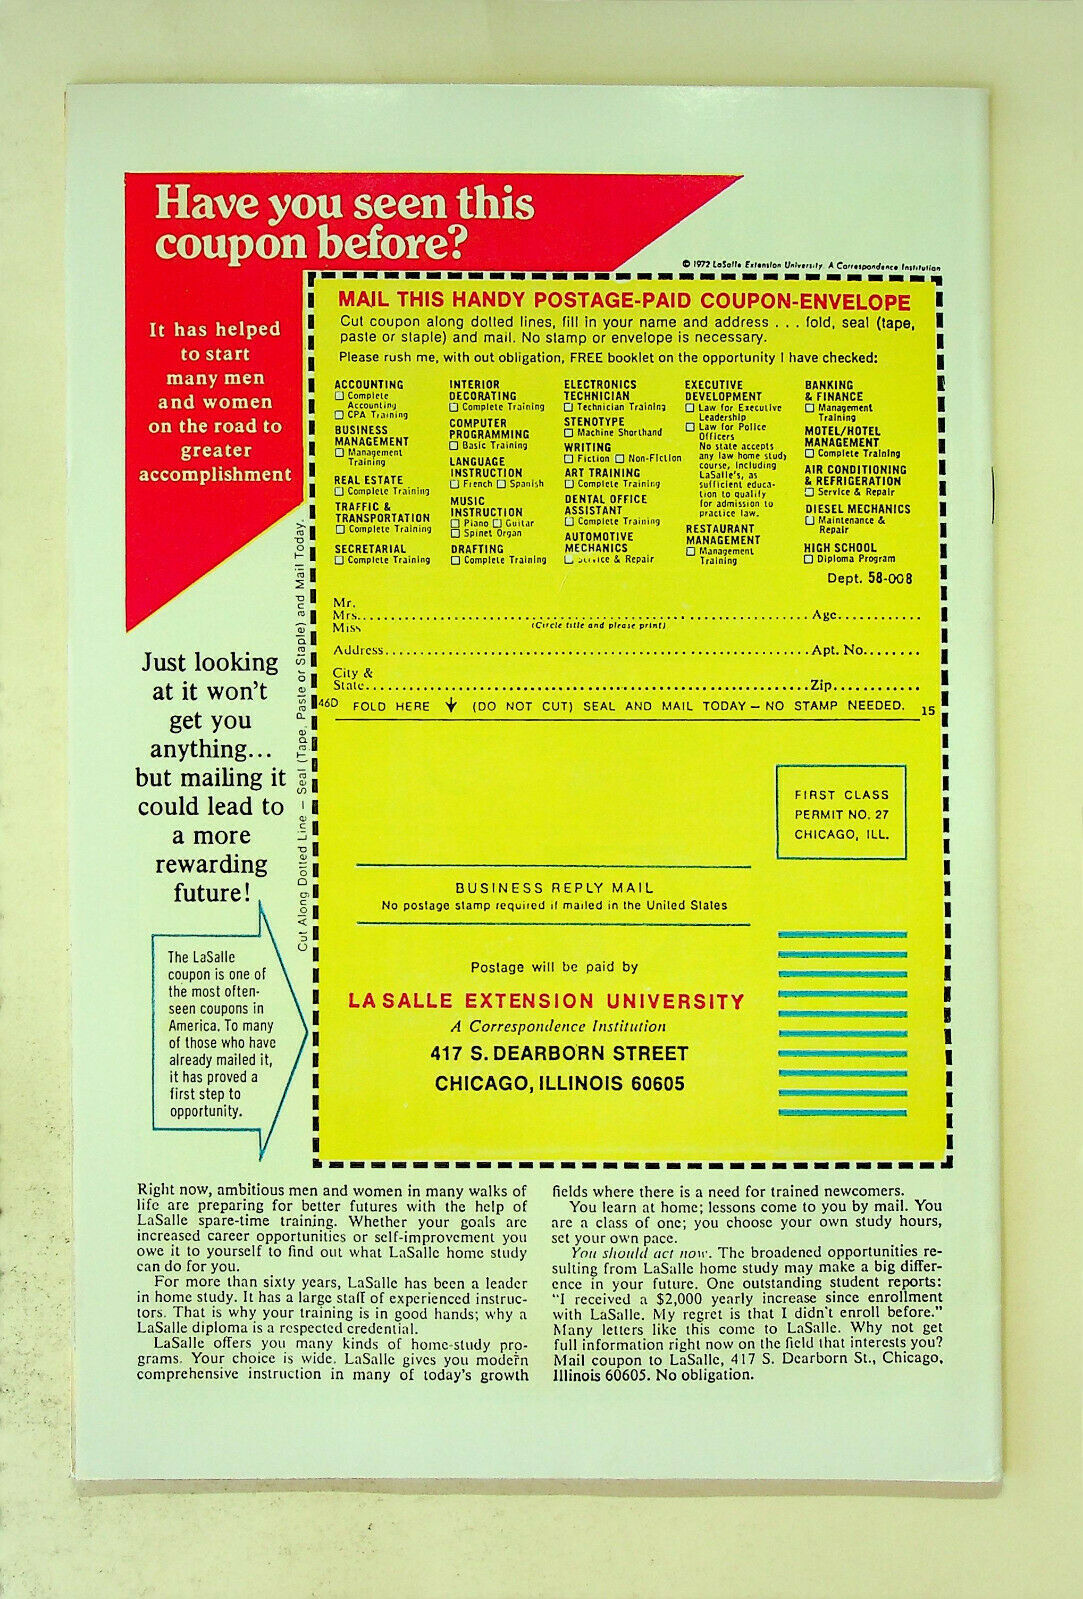 Have you seen this
coupon before?
© 1972 LaSalle Extension University, A Correspondence Institution
It has helped
to start
many men
and women
on the road to
greater
accomplishment
MAIL THIS HANDY POSTAGE-PAID COUPON-ENVELOPE
Cut coupon along dotted lines, fill in your name and address . . . fold, seal (tape,
paste or staple) and mail. No stamp or envelope is necessary.
Please rush me, with out obligation, FREE booklet on the opportunity I have checked:
ACCOUNTING
☐ Complete
Accounting
☐ CPA Training
BUSINESS
MANAGEMENT
☐ Management
Training
REAL ESTATE
☐ Complete Training
TRAFFIC &
TRANSPORTATION
☐ Complete Training
SECRETARIAL
☐ Complete Training
INTERIOR
DECORATING
☐ Complete Training
COMPUTER
PROGRAMMING
☐ Basic Training
LANGUAGE
INSTRUCTION
☐ French ☐ Spanish
MUSIC
INSTRUCTION
☐ Piano ☐ Guitar
☐ Spinet Organ
DRAFTING
☐ Complete Training
ELECTRONICS
TECHNICIAN
☐ Technician Training
STENOTYPE
☐ Machine Shorthand
WRITING
☐ Fiction ☐ Non-Fiction
ART TRAINING
☐ Complete Training
DENTAL OFFICE
ASSISTANT
☐ Complete Training
AUTOMOTIVE
MECHANICS
☐ Service & Repair
EXECUTIVE
DEVELOPMENT
☐ Law for Executive
Leadership
☐ Law for Police
Officers
No state accepts
any law home study
course, including
LaSalle's, as
sufficient educa-
tion to qualify
for admission to
practice law.
RESTAURANT
MANAGEMENT
☐ Management
Training
BANKING
& FINANCE
☐ Management
Training
MOTEL/HOTEL
MANAGEMENT
☐ Complete Training
AIR CONDITIONING
& REFRIGERATION
☐ Service & Repair
DIESEL MECHANICS
☐ Maintenance &
Repair
HIGH SCHOOL
☐ Diploma Program
Dept. 58-008
Mr.
Mrs. Age
Miss (Circle title and please print)
Address Apt. No.
City &
State Zip
46D FOLD HERE ↓ (DO NOT CUT) SEAL AND MAIL TODAY — NO STAMP NEEDED. 15
Cut Along Dotted Line — Seal (Tape, Paste or Staple) and Mail Today.
Just looking
at it won't
get you
anything...
but mailing it
could lead to
a more
rewarding
future!
The LaSalle
coupon is one of
the most often-
seen coupons in
America. To many
of those who have
already mailed it,
it has proved a
first step to
opportunity.
FIRST CLASS
PERMIT NO. 27
CHICAGO, ILL.
BUSINESS REPLY MAIL
No postage stamp required if mailed in the United States
Postage will be paid by
LA SALLE EXTENSION UNIVERSITY
A Correspondence Institution
417 S. DEARBORN STREET
CHICAGO, ILLINOIS 60605
Right now, ambitious men and women in many walks of
life are preparing for better futures with the help of
LaSalle spare-time training. Whether your goals are
increased career opportunities or self-improvement you
owe it to yourself to find out what LaSalle home study
can do for you.
For more than sixty years, LaSalle has been a leader
in home study. It has a large staff of experienced instruc-
tors. That is why your training is in good hands; why a
LaSalle diploma is a respected credential.
LaSalle offers you many kinds of home-study pro-
grams. Your choice is wide. LaSalle gives you modern
comprehensive instruction in many of today's growth
fields where there is a need for trained newcomers.
You learn at home; lessons come to you by mail. You
are a class of one; you choose your own study hours,
set your own pace.
You should act now. The broadened opportunities re-
sulting from LaSalle home study may make a big differ-
ence in your future. One outstanding student reports:
"I received a $2,000 yearly increase since enrollment
with LaSalle. My regret is that I didn't enroll before."
Many letters like this come to LaSalle. Why not get
full information right now on the field that interests you?
Mail coupon to LaSalle, 417 S. Dearborn St., Chicago,
Illinois 60605. No obligation.